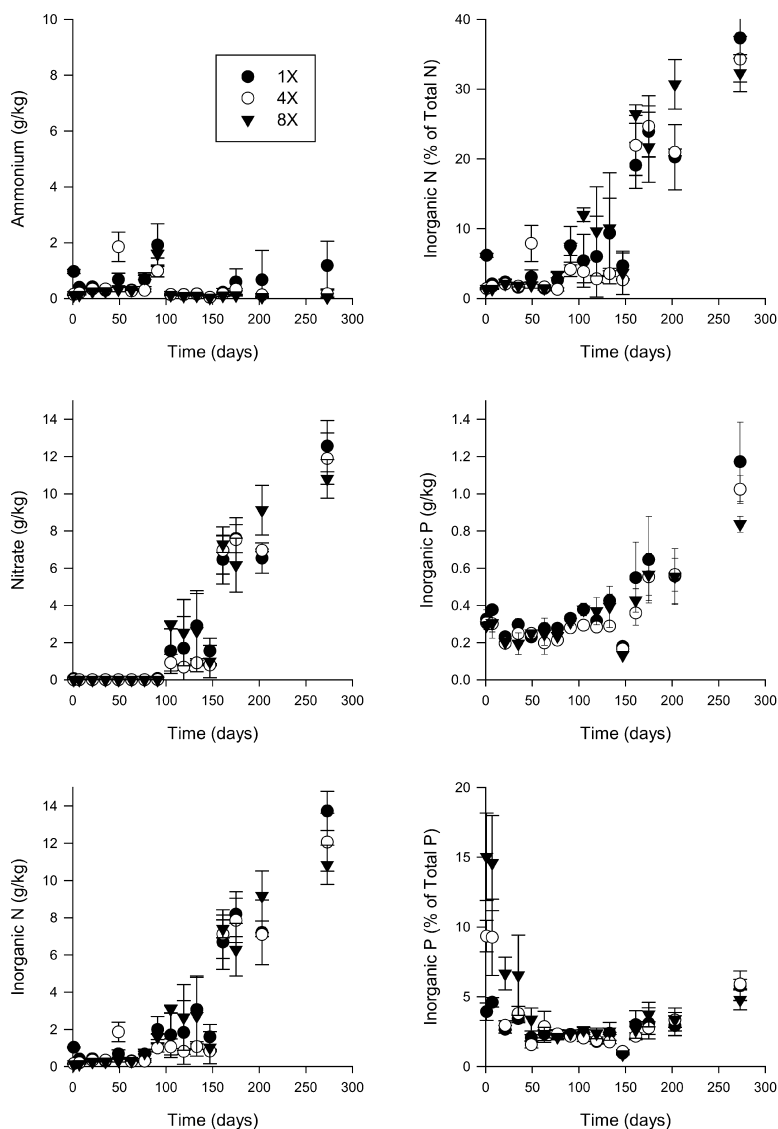 Ammonium (g/kg)
10
8
6
4
2
0
1X
4X
8X
0 50 100 150 200 250 300
Time (days)
Inorganic N (% of Total N)
40
30
20
10
0
0 50 100 150 200 250 300
Time (days)
Nitrate (g/kg)
14
12
10
8
6
4
2
0
0 50 100 150 200 250 300
Time (days)
Inorganic P (g/kg)
1.4
1.2
1.0
0.8
0.6
0.4
0.2
0.0
0 50 100 150 200 250 300
Time (days)
Inorganic N (g/kg)
14
12
10
8
6
4
2
0
0 50 100 150 200 250 300
Time (days)
Inorganic P (% of Total P)
20
15
10
5
0
0 50 100 150 200 250 300
Time (days)